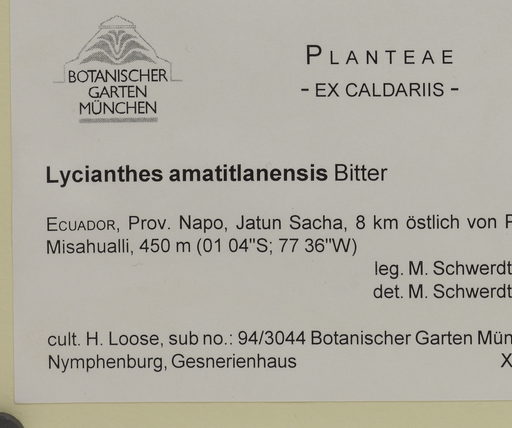 BOTANISCHER
GARTEN
MÜNCHEN
PLANTEAE
- EX CALDARIIS -
Lycianthes amatitlanensis Bitter
ECUADOR, Prov. Napo, Jatun Sacha, 8 km östlich von P
Misahualli, 450 m (01 04"S; 77 36"W)
leg. M. Schwerdt
det. M. Schwerdt
cult. H. Loose, sub no.: 94/3044 Botanischer Garten Mün
Nymphenburg, Gesnerienhaus X